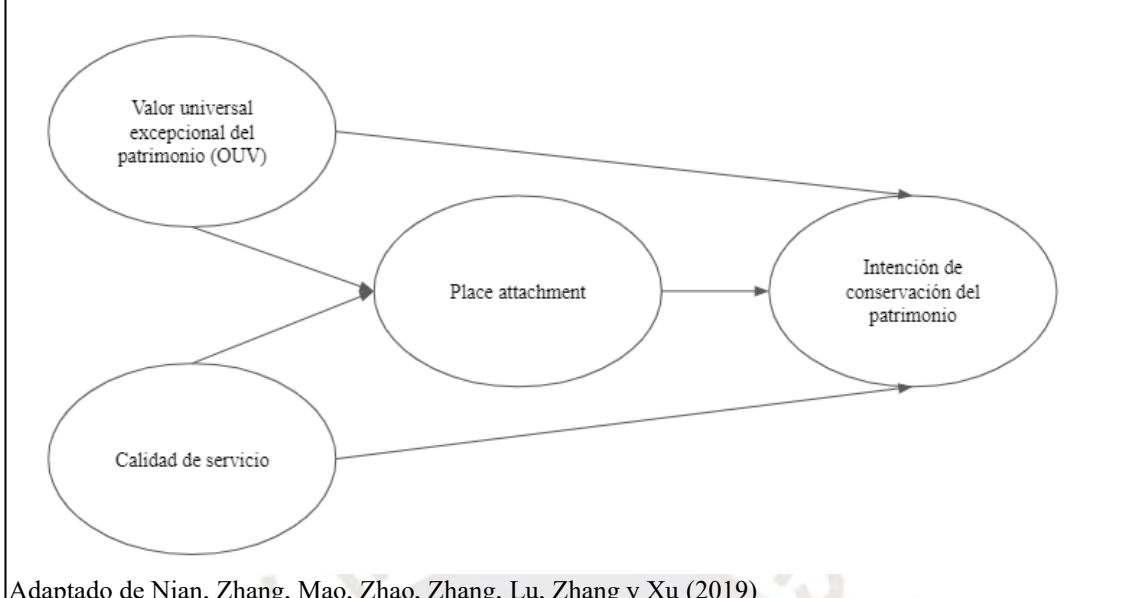 Valor universal
excepcional del
patrimonio (OUV)
Place attachment
Intención de
conservación del
patrimonio
Calidad de servicio
Adaptado de Nian, Zhang, Mao, Zhao, Zhang, Lu, Zhang y Xu (2019)